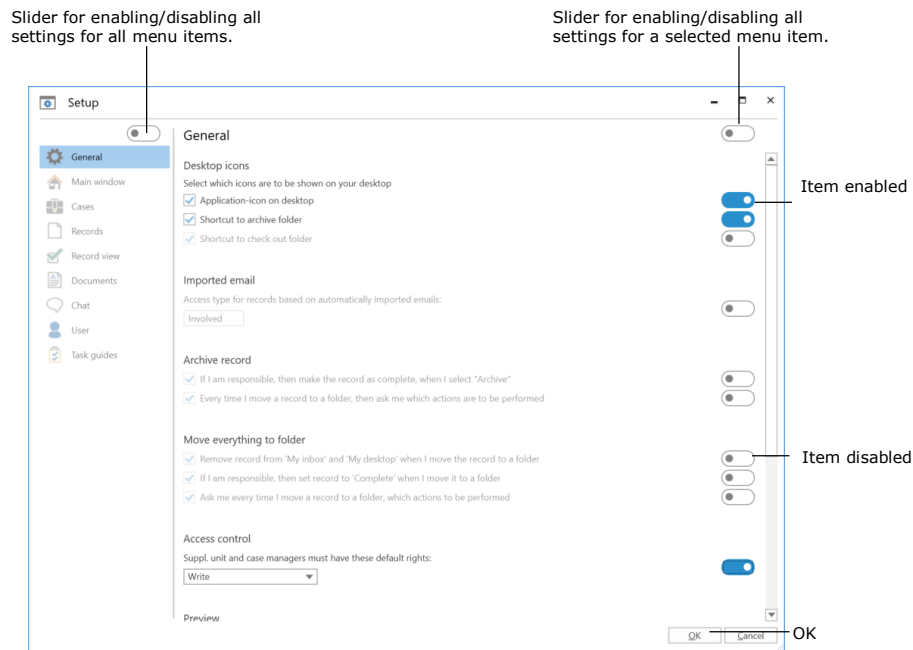 Slider for enabling/disabling all
settings for all menu items.
Slider for enabling/disabling all
settings for a selected menu item.
Setup
General
General
Main window
Cases
Records
Record view
Documents
Chat
User
Task guides
Desktop icons
Select which icons are to be shown on your desktop
Application-icon on desktop
Shortcut to archive folder
Shortcut to check out folder
Item enabled
Imported email
Access type for records based on automatically imported emails:
Involved
Archive record
If I am responsible, then make the record as complete, when I select "Archive"
Every time I move a record to a folder, then ask me which actions are to be performed
Move everything to folder
Remove record from 'My inbox' and 'My desktop' when I move the record to a folder
Item disabled
If I am responsible, then set record to 'Complete' when I move it to a folder
Ask me every time I move a record to a folder, which actions to be performed
Access control
Suppl. unit and case managers must have these default rights:
Write
Preview
OK
Cancel
OK